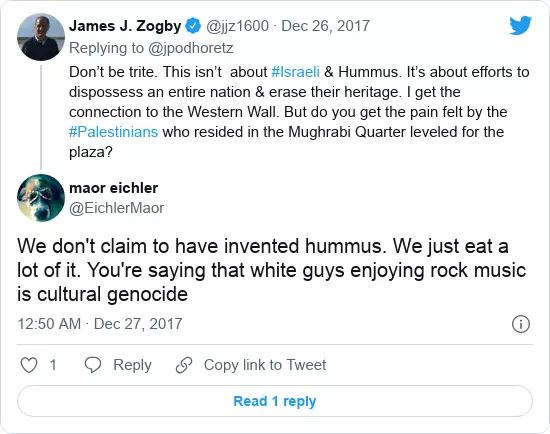 James J. Zogby @jjz1600 · Dec 26, 2017
Replying to @jpodhoretz
Don’t be trite. This isn’t  about #Israeli & Hummus. It’s about efforts to
dispossess an entire nation & erase their heritage. I get the
connection to the Western Wall. But do you get the pain felt by the
#Palestinians who resided in the Mughrabi Quarter leveled for the
plaza?
maor eichler
@EichlerMaor
We don't claim to have invented hummus. We just eat a
lot of it. You're saying that white guys enjoying rock music
is cultural genocide
12:50 AM · Dec 27, 2017
1 Reply Copy link to Tweet
Read 1 reply